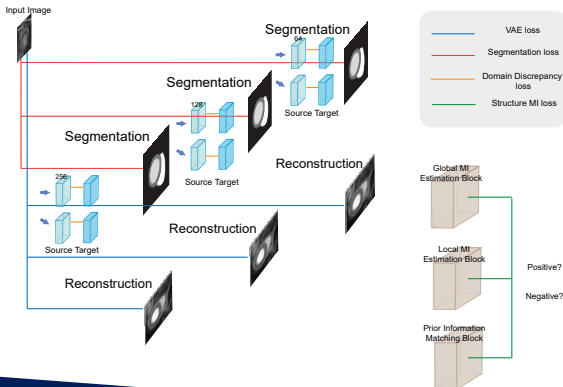 Input Image
Segmentation
64
Source Target
Segmentation
128
Source Target
Segmentation
256
Source Target
Reconstruction
Reconstruction
Reconstruction
VAE loss
Segmentation loss
Domain Discrepancy
loss
Structure MI loss
Global MI
Estimation Block
Local MI
Estimation Block
Prior Information
Matching Block
Positive?
Negative?